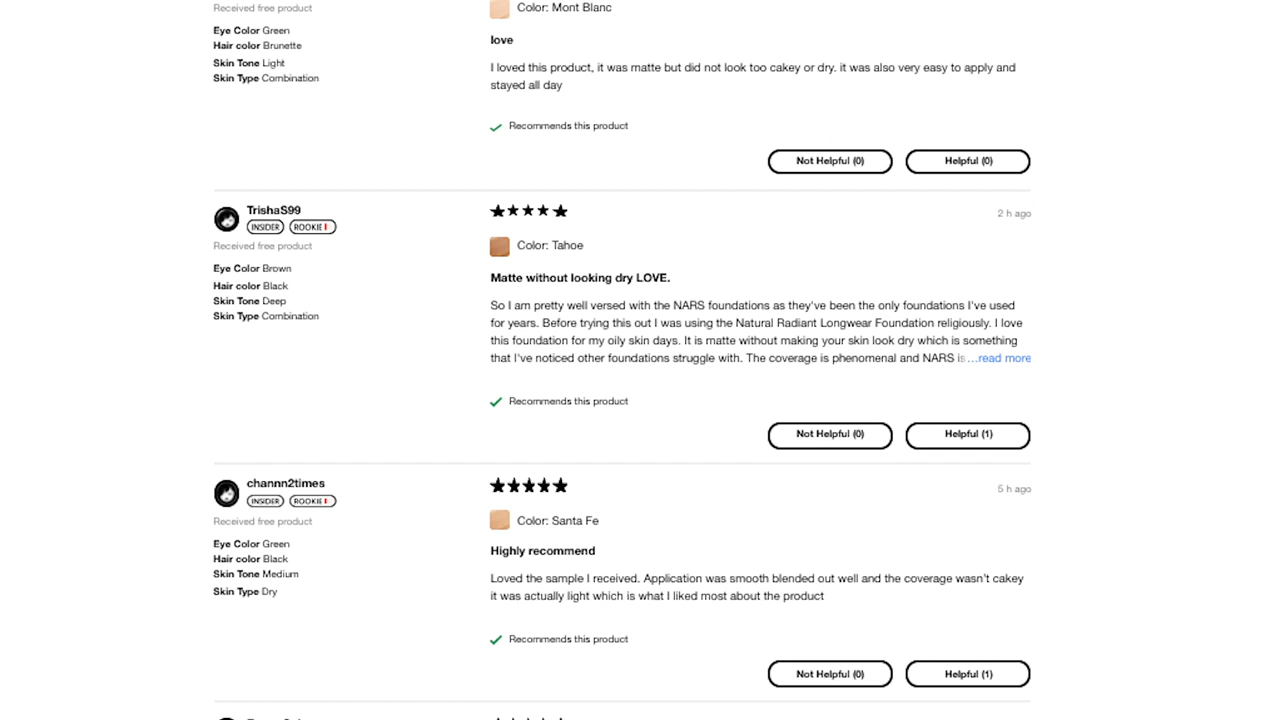 Received free product
Color: Mont Blanc
Eye Color Green
Hair color Brunette
Skin Tone Light
Skin Type Combination
love
I loved this product, it was matte but did not look too cakey or dry. it was also very easy to apply and
stayed all day
Recommends this product
Not Helpful (0)
Helpful (0)
TrishaS99
INSIDER
ROOKIE
2 h ago
Received free product
Color: Tahoe
Eye Color Brown
Hair color Black
Skin Tone Deep
Skin Type Combination
Matte without looking dry LOVE.
So I am pretty well versed with the NARS foundations as they've been the only foundations I've used
for years. Before trying this out I was using the Natural Radiant Longwear Foundation religiously. I love
this foundation for my oily skin days. It is matte without making your skin look dry which is something
that I've noticed other foundations struggle with. The coverage is phenomenal and NARS is ...read more
Recommends this product
Not Helpful (0)
Helpful (1)
channn2times
INSIDER
ROOKIE
5 h ago
Received free product
Color: Santa Fe
Eye Color Green
Hair color Black
Skin Tone Medium
Skin Type Dry
Highly recommend
Loved the sample I received. Application was smooth blended out well and the coverage wasn't cakey
it was actually light which is what I liked most about the product
Recommends this product
Not Helpful (0)
Helpful (1)